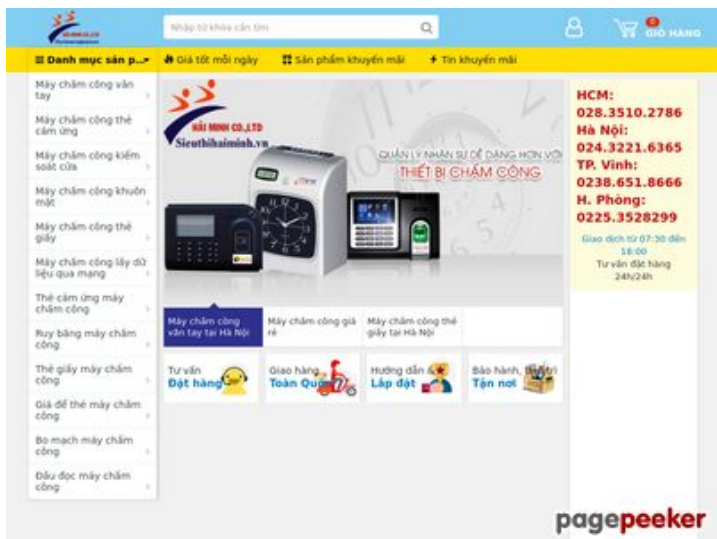 HẢI MINH CO.,LTD
Nhập từ khóa cần tìm
0
GIỎ HÀNG
Danh mục sản p...
Giá tốt mỗi ngày
Sản phẩm khuyến mãi
Tin khuyến mãi
Máy chấm công vân
tay
Máy chấm công thẻ
cảm ứng
Máy chấm công kiểm
soát cửa
Máy chấm công khuôn
mặt
Máy chấm công thẻ
giấy
Máy chấm công lấy dữ
liệu qua mạng
Thẻ cảm ứng máy
chấm công
Ruy băng máy chấm
công
Thẻ giấy máy chấm
công
Giá để thẻ máy chấm
công
Bo mạch máy chấm
công
Đầu đọc máy chấm
công
HẢI MINH CO.,LTD
Sieuthihaiminh.vn
QUẢN LÝ NHÂN SỰ DỄ DÀNG HƠN VỚI
THIẾT BỊ CHẤM CÔNG
Máy chấm công
vân tay tại Hà Nội
Máy chấm công giá
rẻ
Máy chấm công thẻ
giấy tại Hà Nội
Tư vấn
Đặt hàng
Giao hàng
Toàn Quốc
Hướng dẫn &
Lắp đặt
Bảo hành, bảo trì
Tận nơi
HCM:
028.3510.2786
Hà Nội:
024.3221.6365
TP. Vinh:
0238.651.8666
H. Phòng:
0225.3528299
Giao dịch từ 07:30 đến
18:00
Tư vấn đặt hàng
24h/24h
pagepeeker